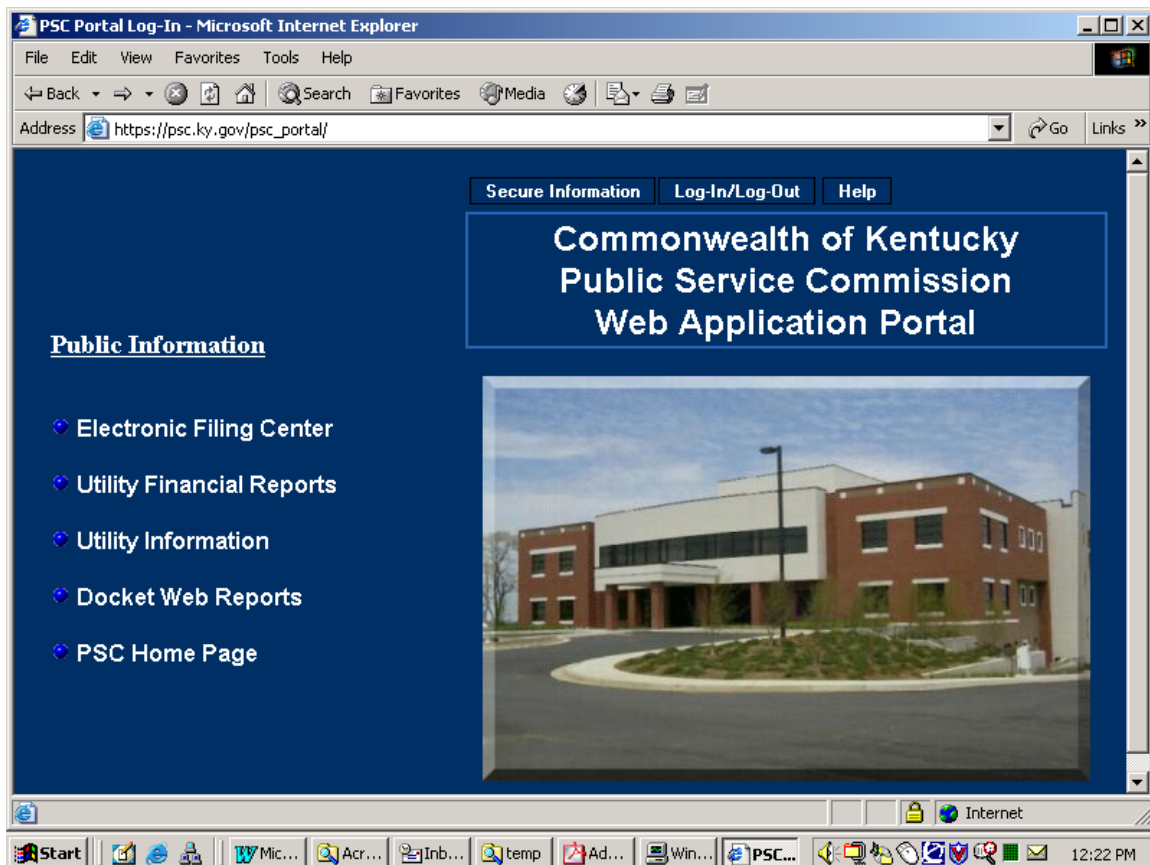 PSC Portal Log-In - Microsoft Internet Explorer
File Edit View Favorites Tools Help
Back Search Favorites Media
Address https://psc.ky.gov/psc_portal/ Go Links »
Secure Information Log-In/Log-Out Help
Commonwealth of Kentucky
Public Service Commission
Web Application Portal
Public Information
Electronic Filing Center
Utility Financial Reports
Utility Information
Docket Web Reports
PSC Home Page
Internet
Start Mic... Acr... Inb... temp Ad... Win... PSC... 12:22 PM